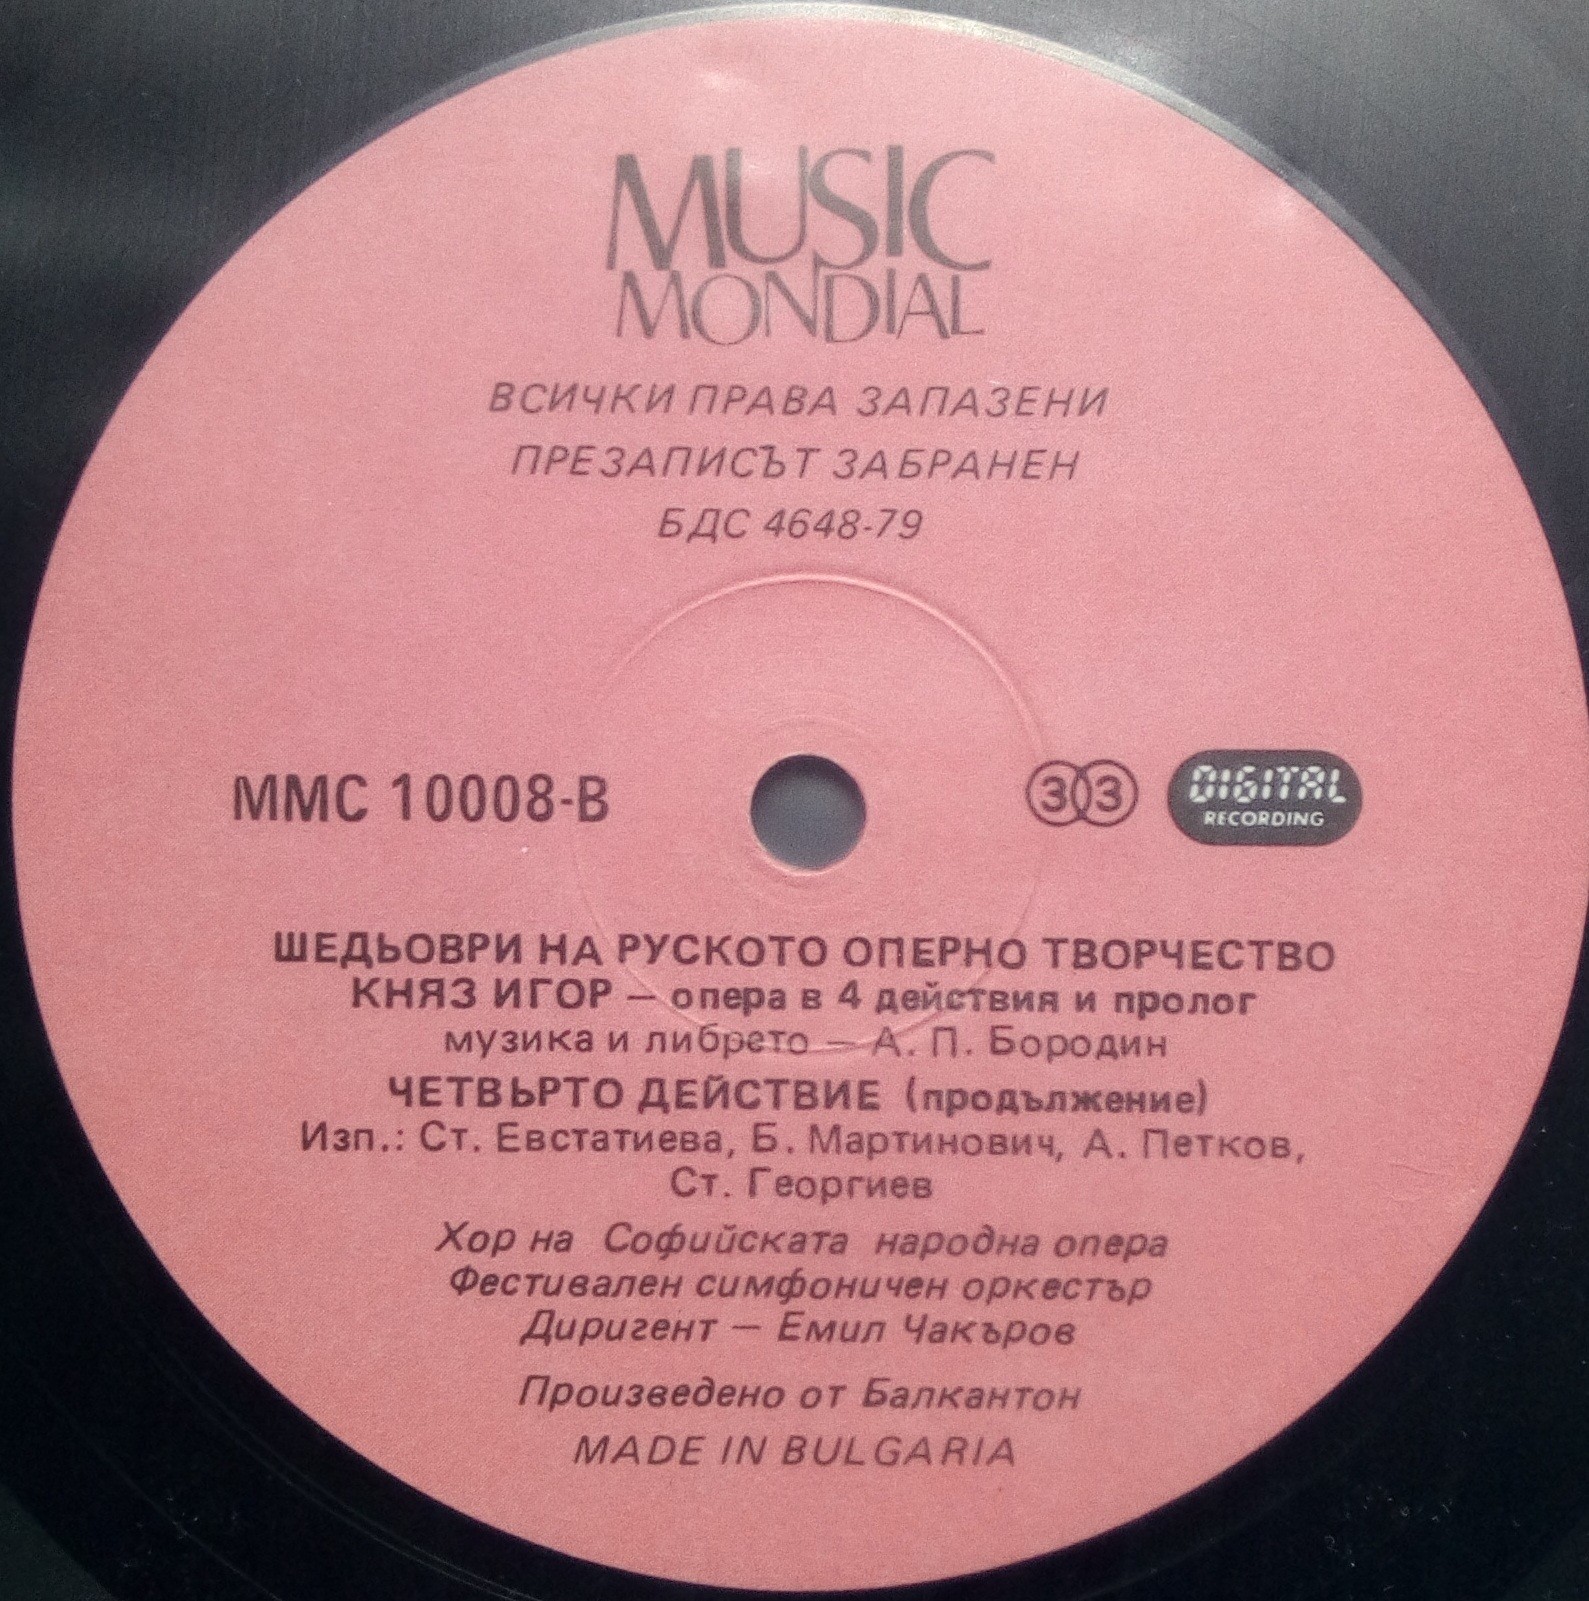 MUSIC
MONDIAL
ВСИЧКИ ПРАВА ЗАПАЗЕНИ
ПРЕЗАПИСЪТ ЗАБРАНЕН
БДС 4648-79
ММС 10008-В
33
DIGITAL
RECORDING
ШЕДЬОВРИ НА РУСКОТО ОПЕРНО ТВОРЧЕСТВО
КНЯЗ ИГОР — опера в 4 действия и пролог
музика и либрето — А. П. Бородин
ЧЕТВЪРТО ДЕЙСТВИЕ (продължение)
Изп.: Ст. Евстатиева, Б. Мартинович, А. Петков,
Ст. Георгиев
Хор на Софийската народна опера
Фестивален симфоничен оркестър
Диригент — Емил Чакъров
Произведено от Балкантон
MADE IN BULGARIA